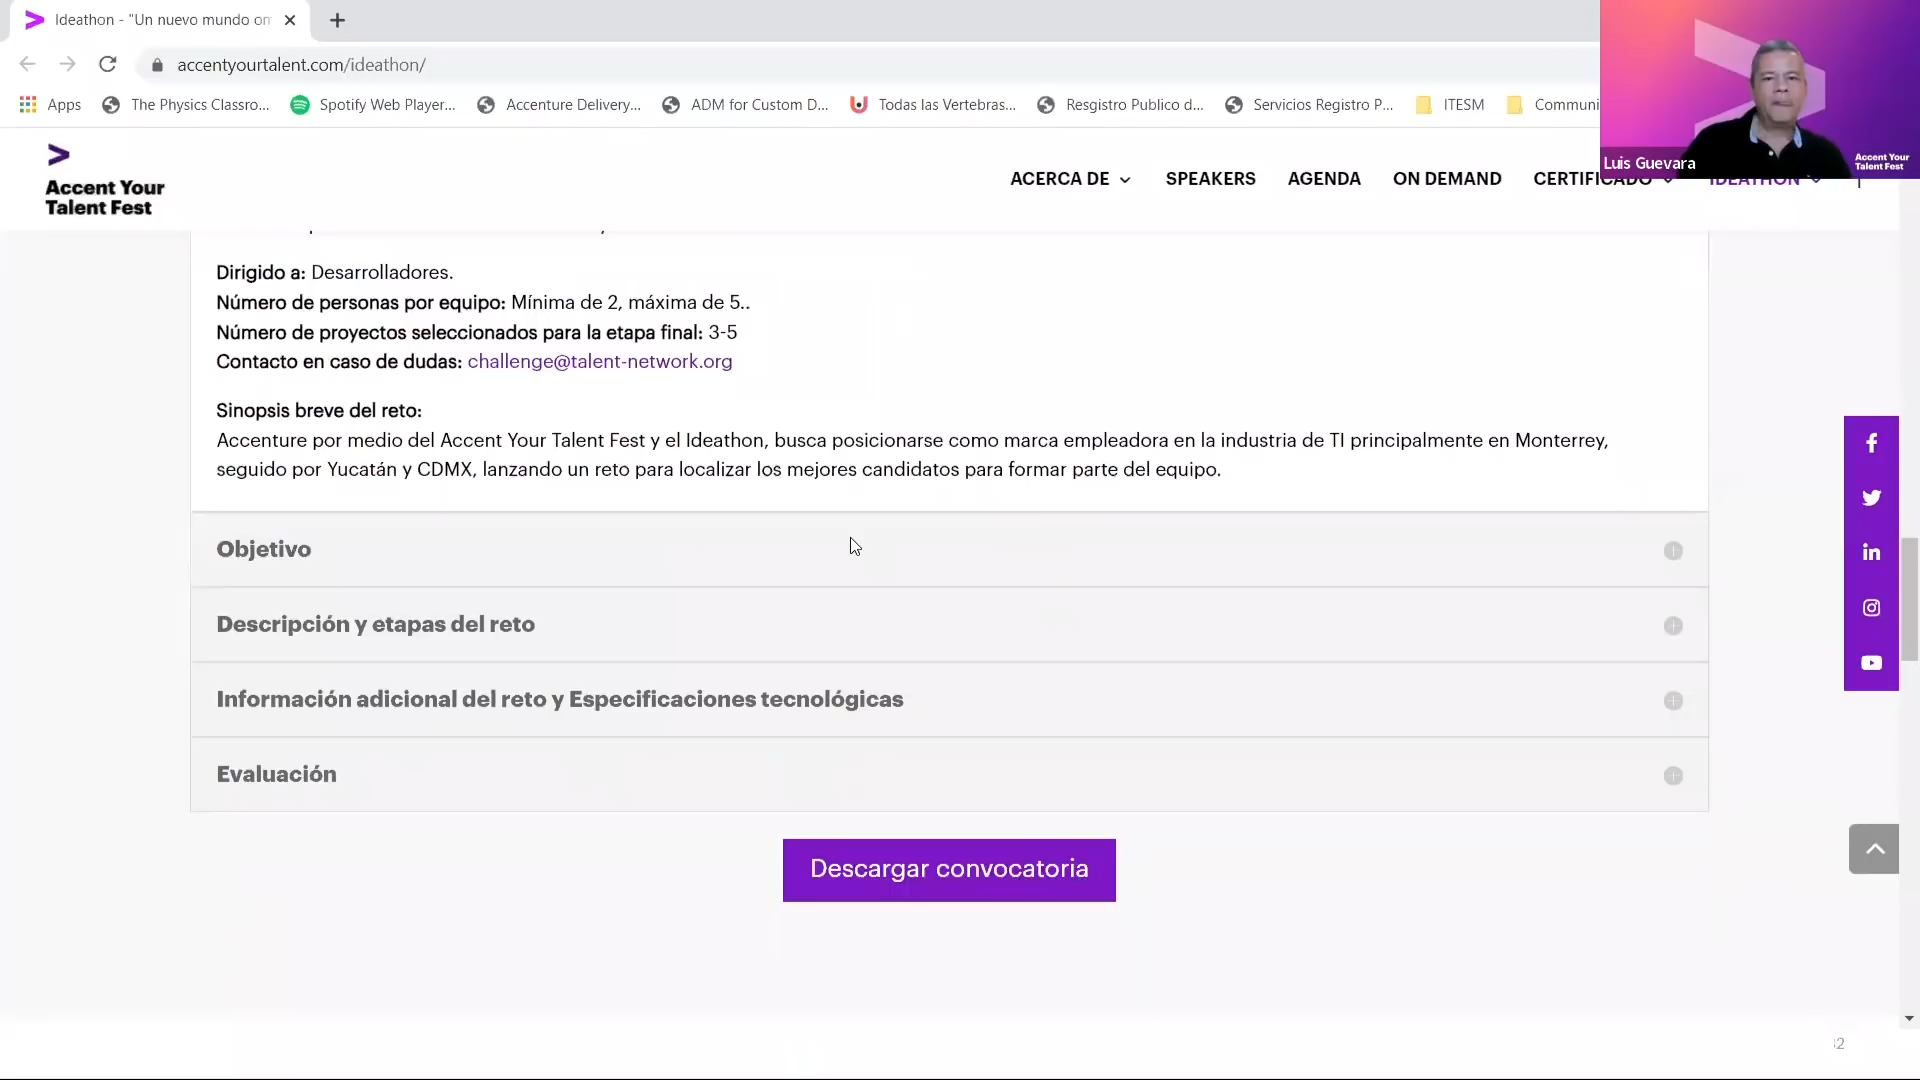 Ideathon - "Un nuevo mundo om
accentyourtalent.com/ideathon/
Apps
The Physics Classro...
Spotify Web Player...
Accenture Delivery...
ADM for Custom D...
Todas las Vertebras...
Resgistro Publico d...
Servicios Registro P...
ITESM
Communi
Luis Guevara
Accent Your
Talent Fest
Accent Your
Talent Fest
ACERCA DE
SPEAKERS
AGENDA
ON DEMAND
CERTIFICADO
IDEATHON
Dirigido a: Desarrolladores.
Número de personas por equipo: Mínima de 2, máxima de 5..
Número de proyectos seleccionados para la etapa final: 3-5
Contacto en caso de dudas: challenge@talent-network.org
Sinopsis breve del reto:
Accenture por medio del Accent Your Talent Fest y el Ideathon, busca posicionarse como marca empleadora en la industria de TI principalmente en Monterrey,
seguido por Yucatán y CDMX, lanzando un reto para localizar los mejores candidatos para formar parte del equipo.
Objetivo
Descripción y etapas del reto
Información adicional del reto y Especificaciones tecnológicas
Evaluación
Descargar convocatoria